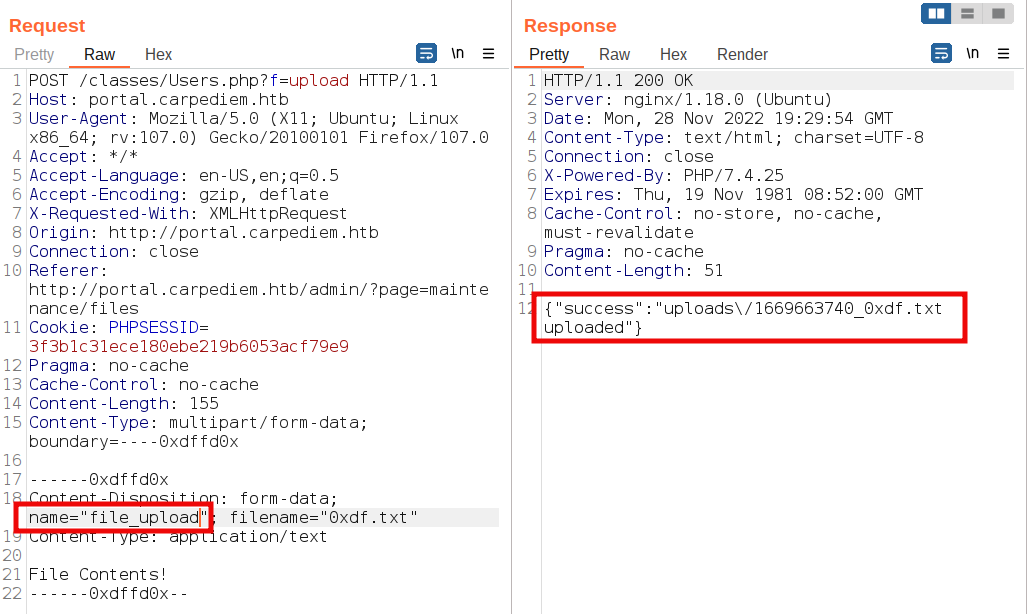 Request
Pretty Raw Hex \n
1 POST /classes/Users.php?f=upload HTTP/1.1
2 Host: portal.carpediem.htb
3 User-Agent: Mozilla/5.0 (X11; Ubuntu; Linux
x86_64; rv:107.0) Gecko/20100101 Firefox/107.0
4 Accept: */*
5 Accept-Language: en-US,en;q=0.5
6 Accept-Encoding: gzip, deflate
7 X-Requested-With: XMLHttpRequest
8 Origin: http://portal.carpediem.htb
9 Connection: close
10 Referer:
http://portal.carpediem.htb/admin/?page=mainte
nance/files
11 Cookie: PHPSESSID=
3f3b1c31ece180ebe219b6053acf79e9
12 Pragma: no-cache
13 Cache-Control: no-cache
14 Content-Length: 155
15 Content-Type: multipart/form-data;
boundary=----0xdffd0x
16
17 ------0xdffd0x
18 Content-Disposition: form-data;
name="file_upload"; filename="0xdf.txt"
19 Content-Type: application/text
20
21 File Contents!
22 ------0xdffd0x--
Response
Pretty Raw Hex Render \n
1 HTTP/1.1 200 OK
2 Server: nginx/1.18.0 (Ubuntu)
3 Date: Mon, 28 Nov 2022 19:29:54 GMT
4 Content-Type: text/html; charset=UTF-8
5 Connection: close
6 X-Powered-By: PHP/7.4.25
7 Expires: Thu, 19 Nov 1981 08:52:00 GMT
8 Cache-Control: no-store, no-cache,
must-revalidate
9 Pragma: no-cache
10 Content-Length: 51
11
12 {"success":"uploads\/1669663740_0xdf.txt
uploaded"}